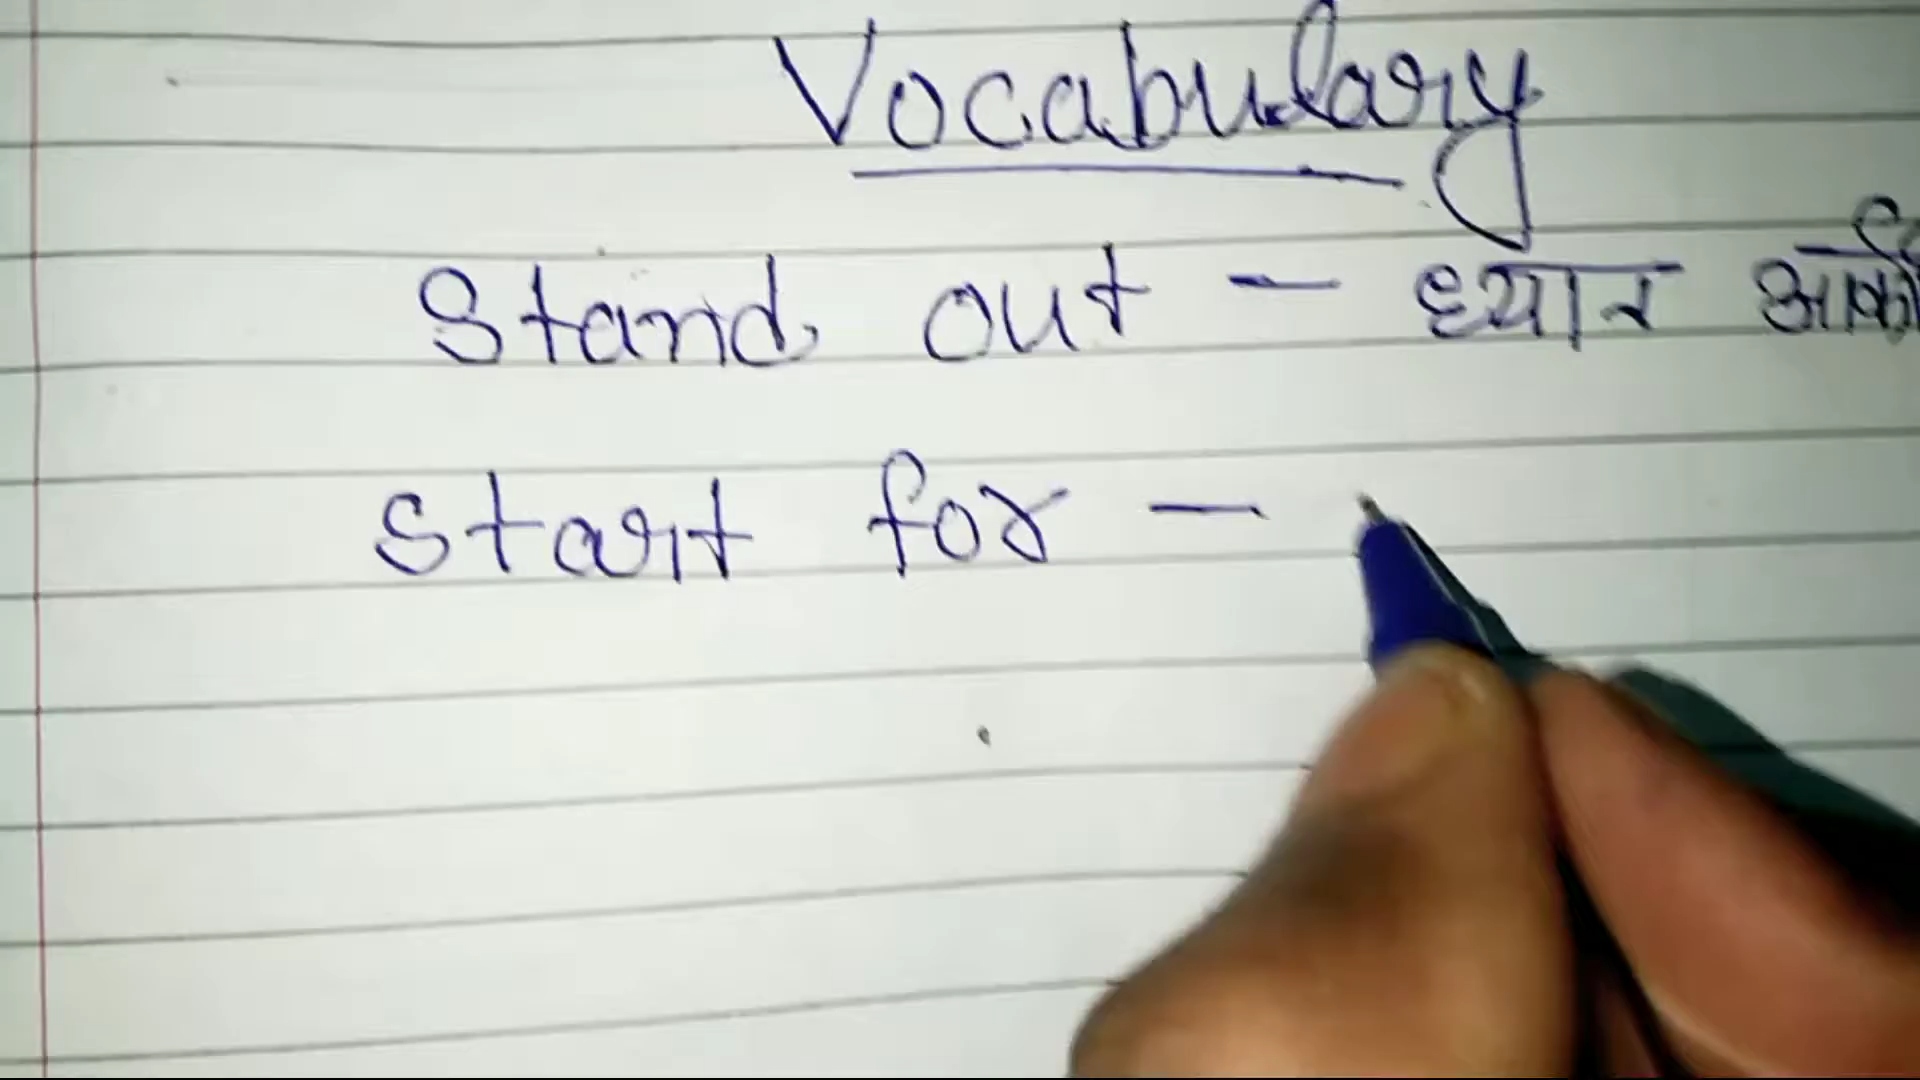 Vocabulary
Stand out - ध्यान
Start for -